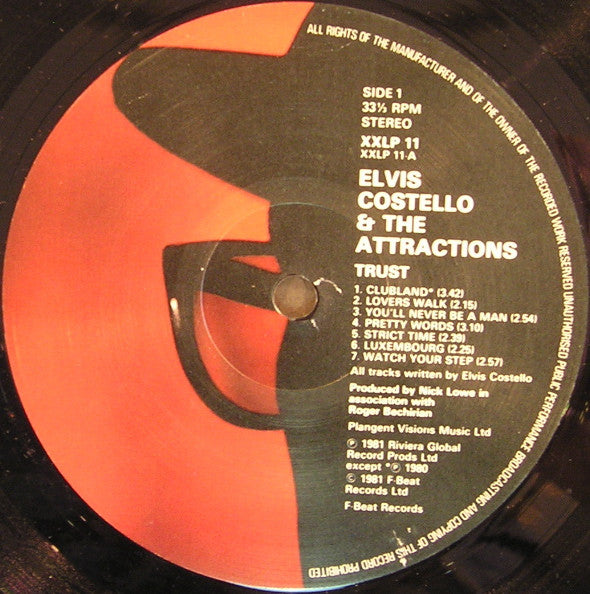 ALL RIGHTS OF THE MANUFACTURER AND OF THE OWNER OF THE RECORDED WORK RESERVED UNAUTHORISED PUBLIC PERFORMANCE BROADCASTING AND COPYING OF THIS RECORD PROHIBITED
SIDE 1
33⅓ RPM
STEREO
XXLP 11
XXLP 11-A
ELVIS
COSTELLO
& THE
ATTRACTIONS
TRUST
1. CLUBLAND* (3.42)
2. LOVERS WALK (2.15)
3. YOU'LL NEVER BE A MAN (2.54)
4. PRETTY WORDS (3.10)
5. STRICT TIME (2.39)
6. LUXEMBOURG (2.25)
7. WATCH YOUR STEP (2.57)
All tracks written by Elvis Costello
Produced by Nick Lowe in
association with
Roger Bechirian
Plangent Visions Music Ltd
℗ 1981 Riviera Global
Record Prods Ltd
except *℗ 1980
© 1981 F-Beat
Records Ltd
F-Beat Records